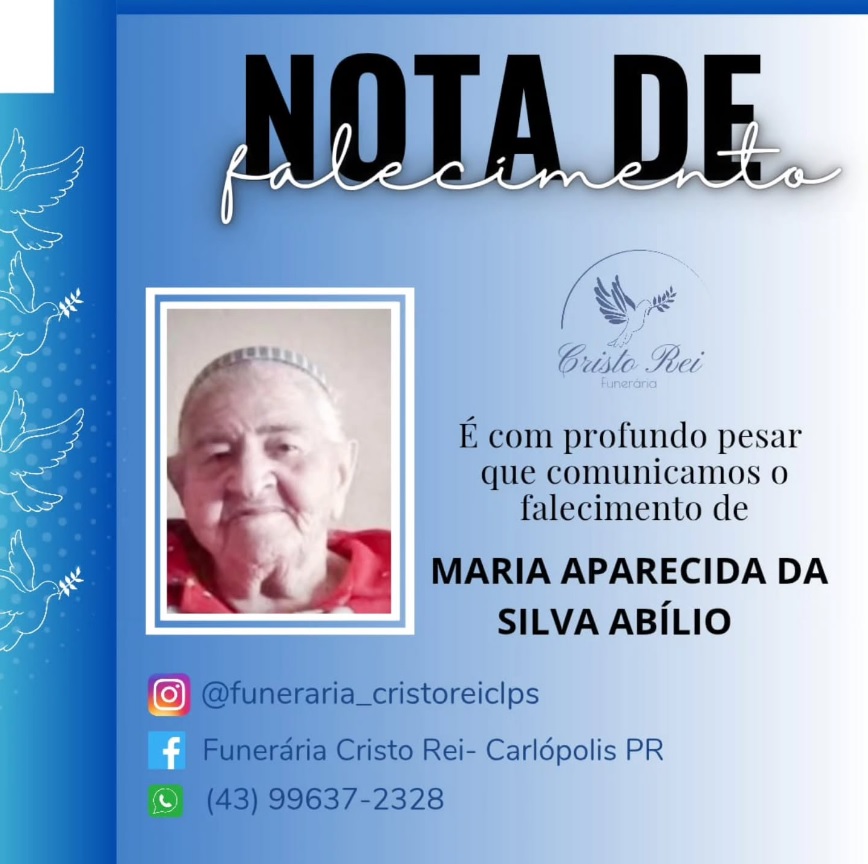 NOTA DE
falecimento
Cristo Rei
Funerária
É com profundo pesar
que comunicamos o
falecimento de
MARIA APARECIDA DA
SILVA ABÍLIO
@funeraria_cristoreiclps
Funerária Cristo Rei- Carlópolis PR
(43) 99637-2328